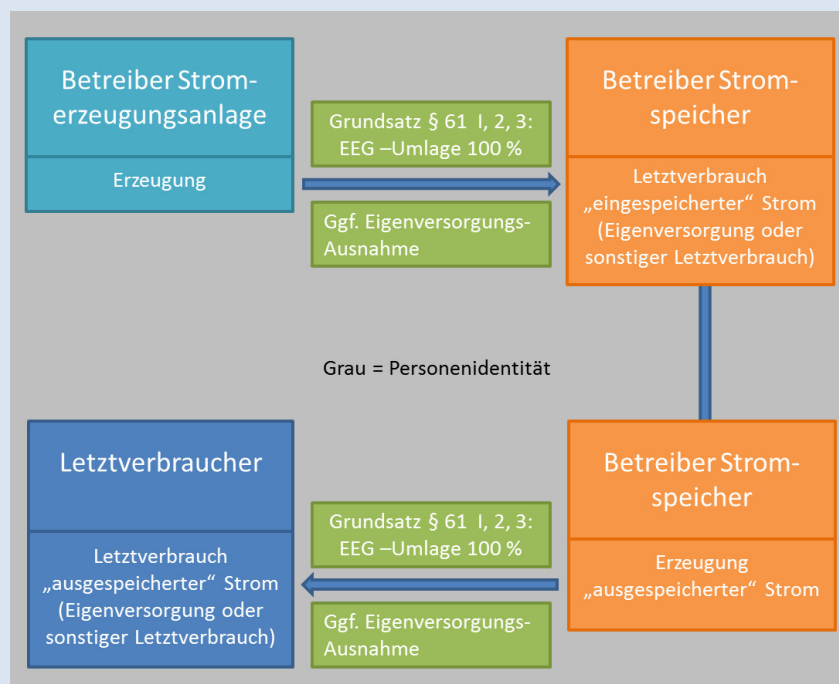 Betreiber Strom-
erzeugungsanlage
Erzeugung
Grundsatz § 61 I, 2, 3:
EEG –Umlage 100 %
Ggf. Eigenversorgungs-
Ausnahme
Betreiber Strom-
speicher
Letztverbrauch
„eingespeicherter“ Strom
(Eigenversorgung oder
sonstiger Letztverbrauch)
Grau = Personenidentität
Letztverbraucher
Letztverbrauch
„ausgespeicherter“ Strom
(Eigenversorgung oder
sonstiger Letztverbrauch)
Grundsatz § 61 I, 2, 3:
EEG –Umlage 100 %
Ggf. Eigenversorgungs-
Ausnahme
Betreiber Strom-
speicher
Erzeugung
„ausgespeicherter“ Strom